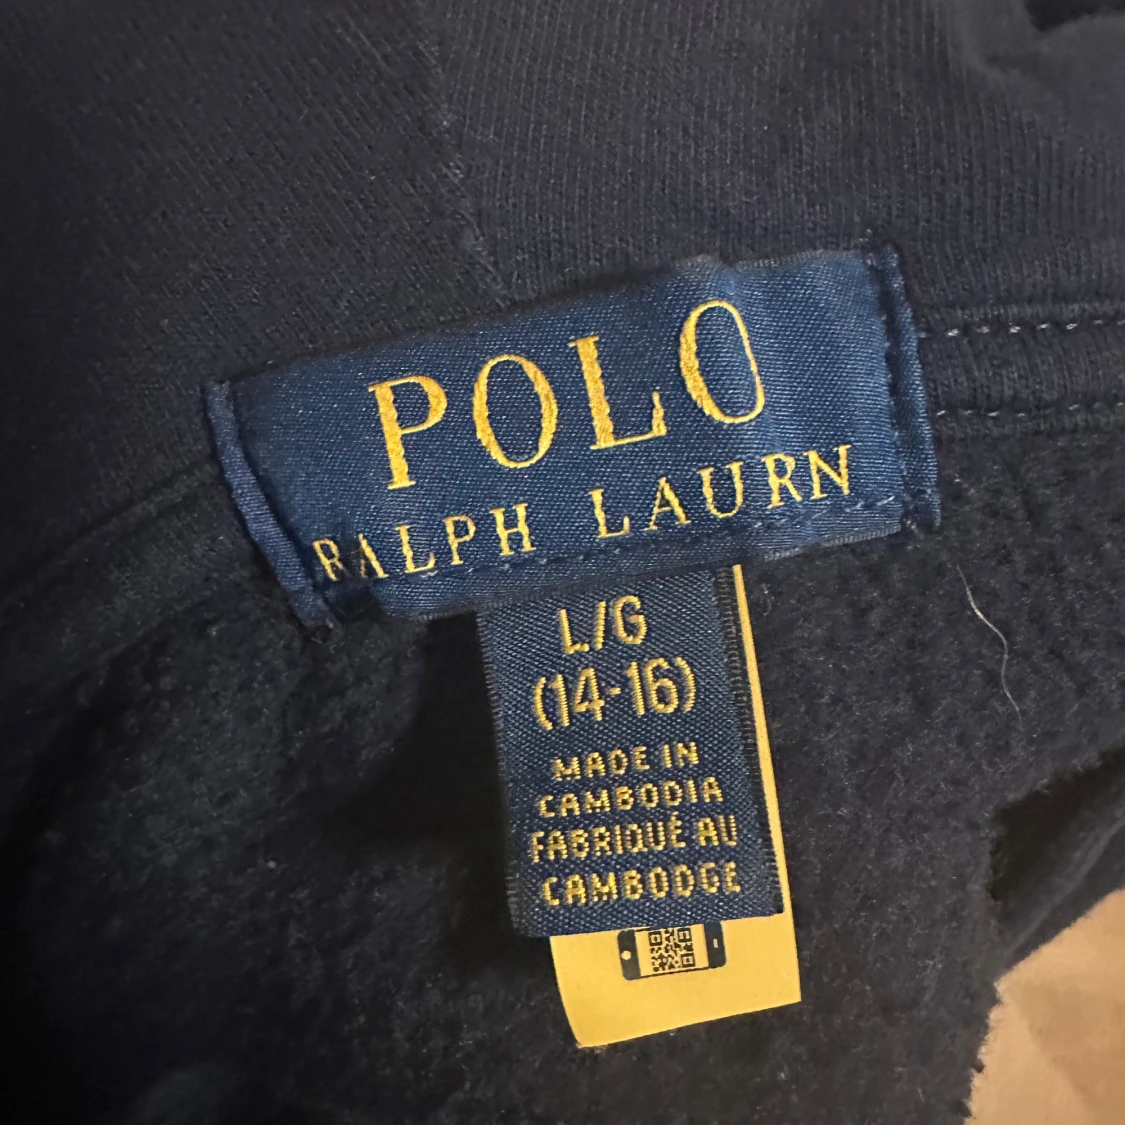 POLO
RALPH LAURN
L/G
(14-16)
MADE IN
CAMBODIA
FABRIQUÉ AU
CAMBODGE